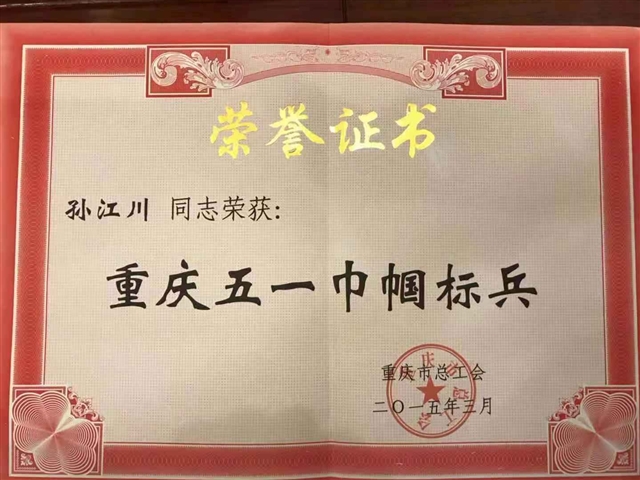 荣誉证书
孙江川 同志荣获:
重庆五一巾帼标兵
重庆市总工会
二〇一五年三月